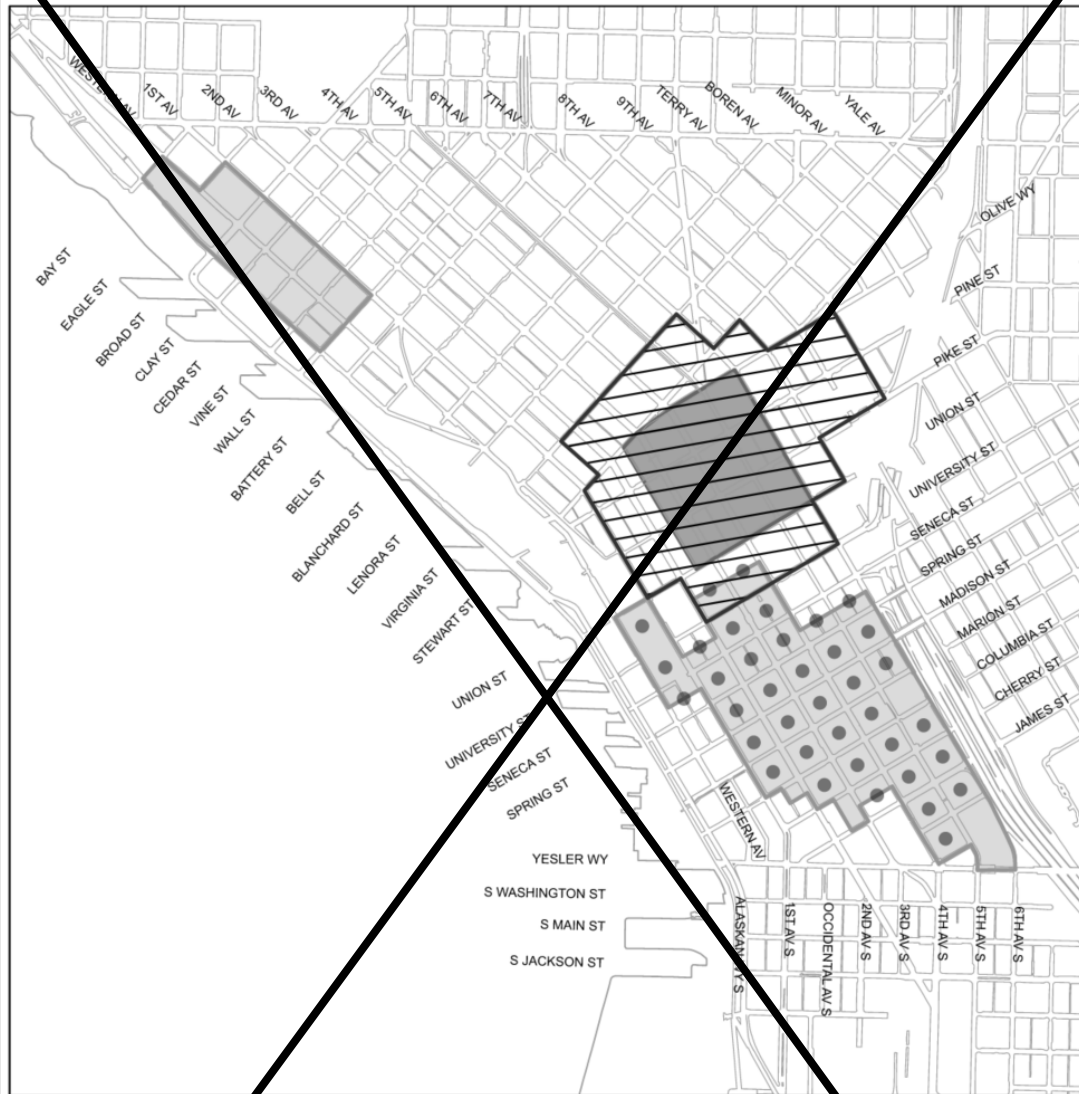 WESTERN AV
1ST AV
2ND AV
3RD AV
4TH AV
5TH AV
6TH AV
7TH AV
8TH AV
9TH AV
TERRY AV
BOREN AV
MINOR AV
YALE AV
OLIVE WY
PINE ST
PIKE ST
UNION ST
UNIVERSITY ST
SENECA ST
SPRING ST
MADISON ST
MARION ST
COLUMBIA ST
CHERRY ST
JAMES ST
BAY ST
EAGLE ST
BROAD ST
CLAY ST
CEDAR ST
VINE ST
WALL ST
BATTERY ST
BELL ST
BLANCHARD ST
LENORA ST
VIRGINIA ST
STEWART ST
UNION ST
UNIVERSITY ST
SENECA ST
SPRING ST
WESTERN AV
YESLER WY
S WASHINGTON ST
S MAIN ST
S JACKSON ST
ALASKAN WY S
1ST AV S
OCCIDENTAL AV S
2ND AV S
3RD AV S
4TH AV S
5TH AV S
6TH AV S